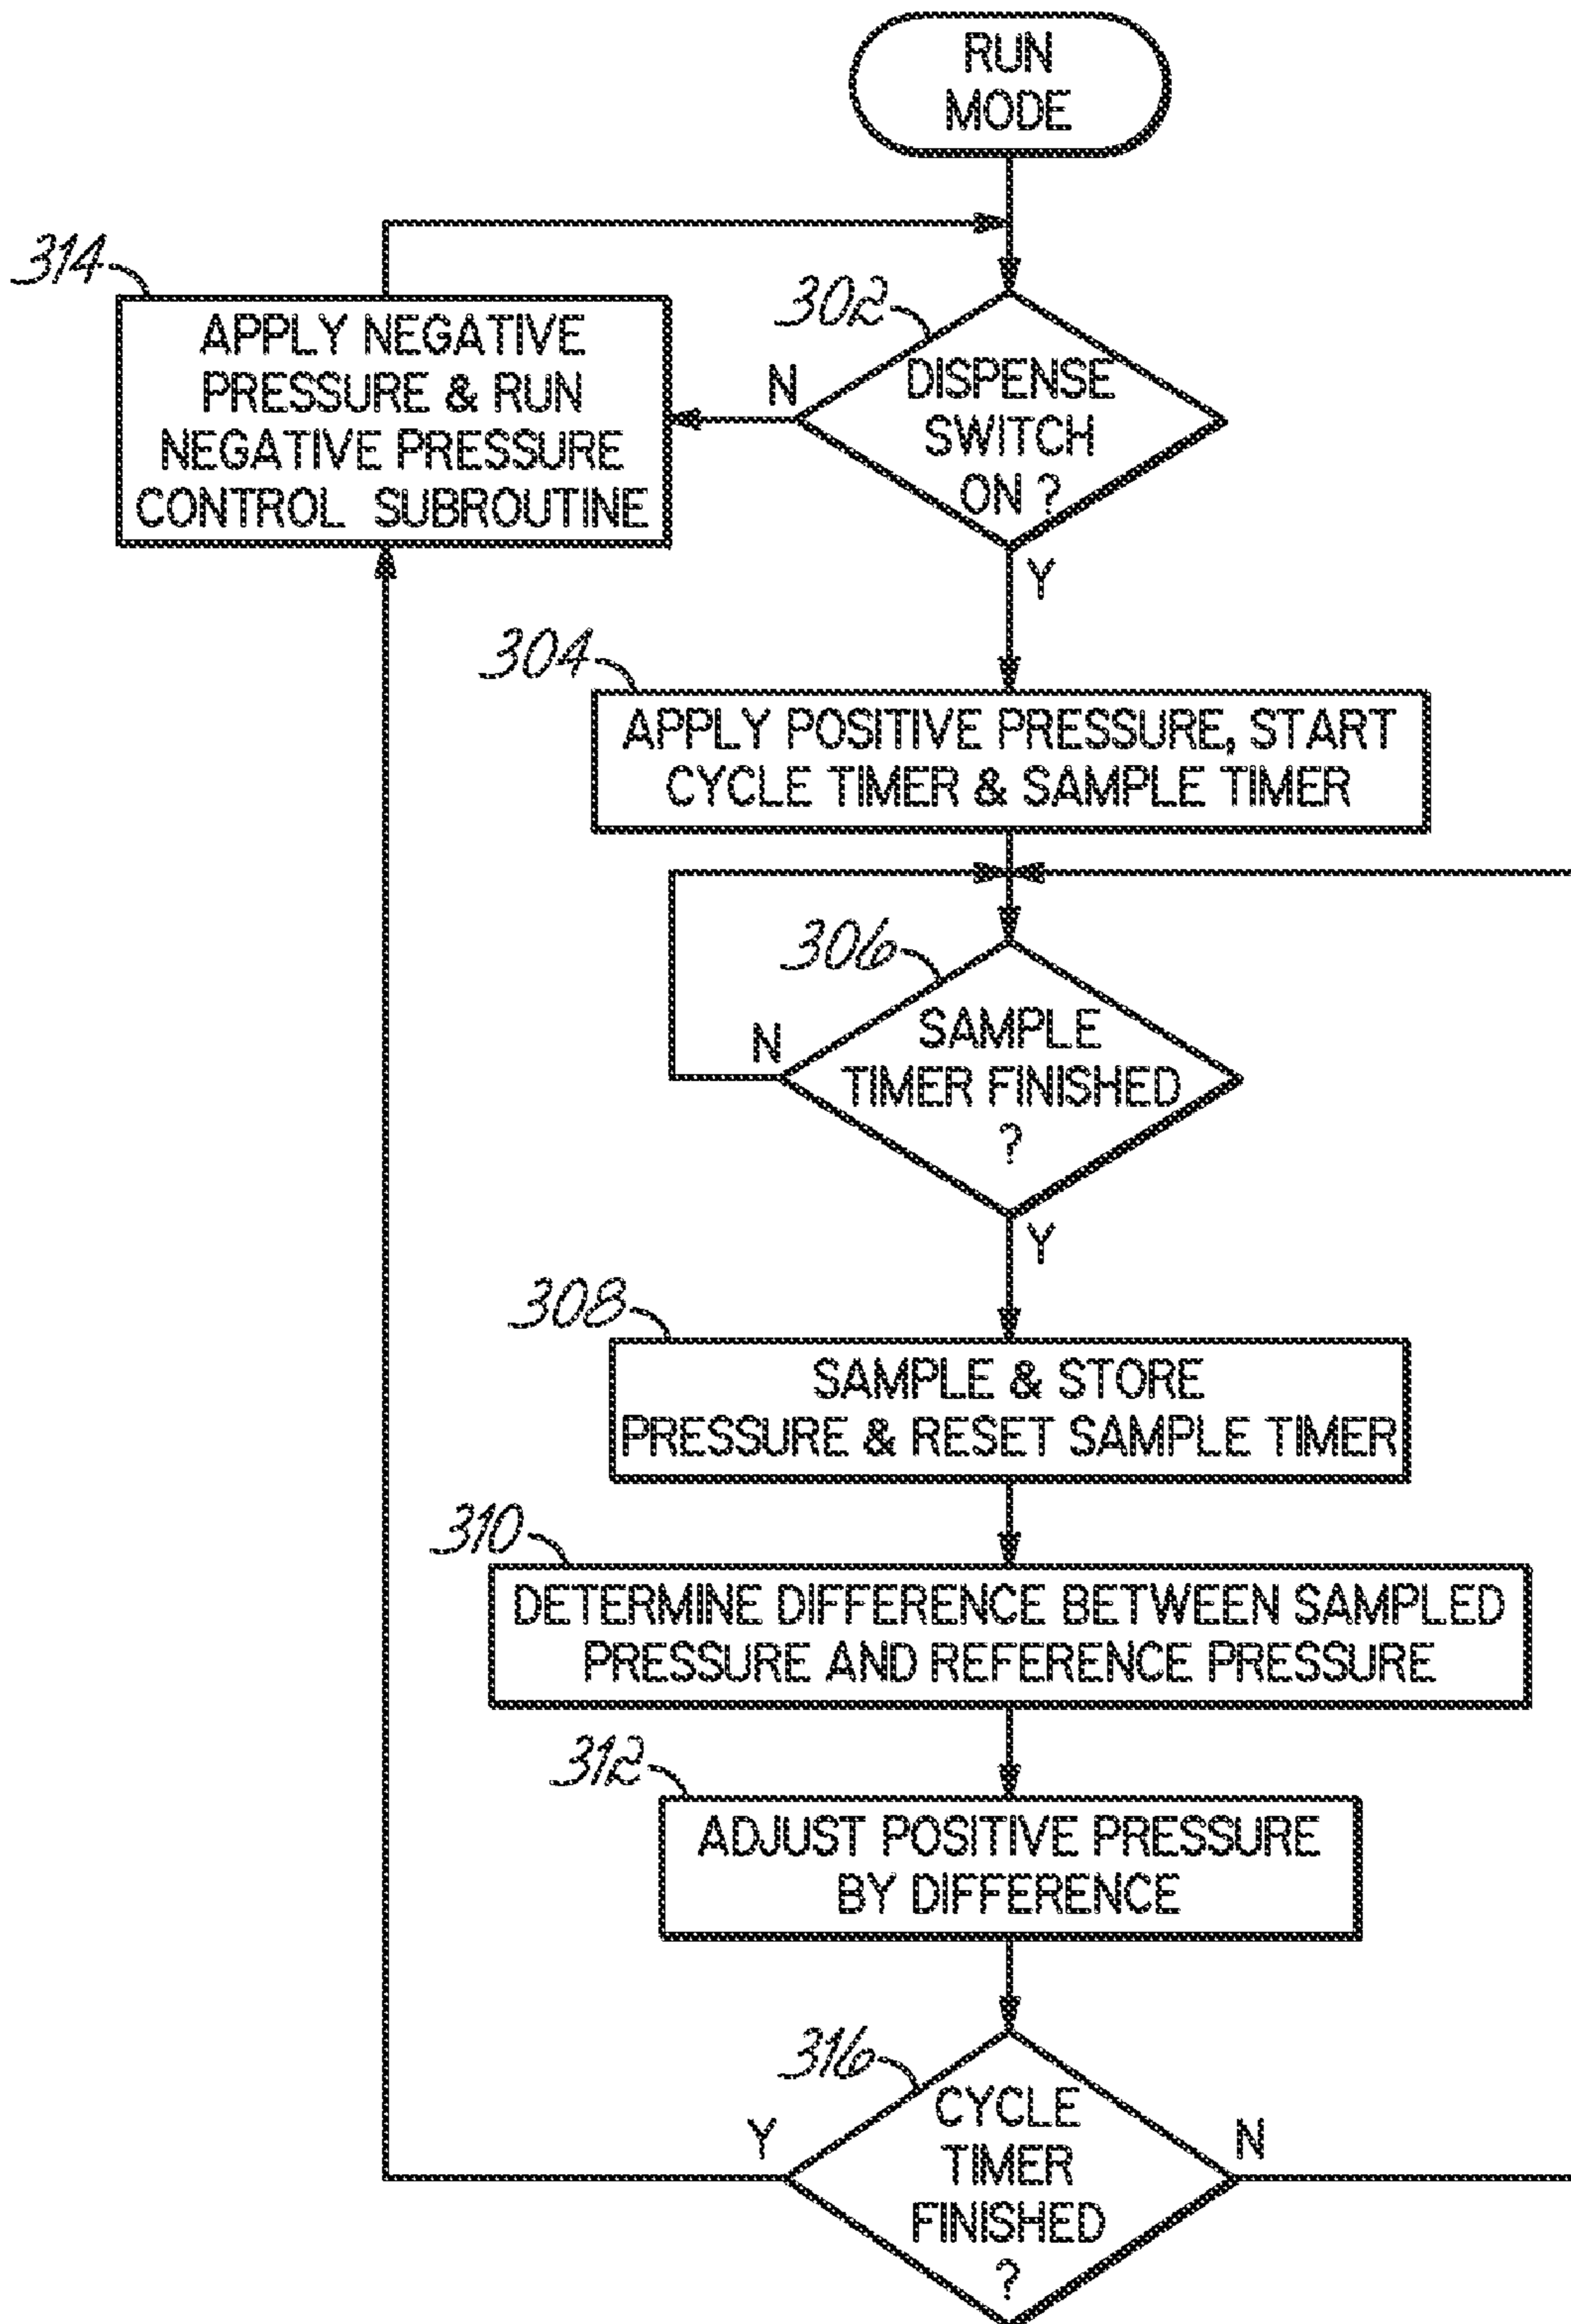 RUN
MODE
314
APPLY NEGATIVE
PRESSURE & RUN
NEGATIVE PRESSURE
CONTROL SUBROUTINE
302
N
DISPENSE
SWITCH
ON ?
Y
304
APPLY POSITIVE PRESSURE, START
CYCLE TIMER & SAMPLE TIMER
306
N
SAMPLE
TIMER FINISHED
?
Y
308
SAMPLE & STORE
PRESSURE & RESET SAMPLE TIMER
310
DETERMINE DIFFERENCE BETWEEN SAMPLED
PRESSURE AND REFERENCE PRESSURE
312
ADJUST POSITIVE PRESSURE
BY DIFFERENCE
316
Y
CYCLE
TIMER
FINISHED
?
N